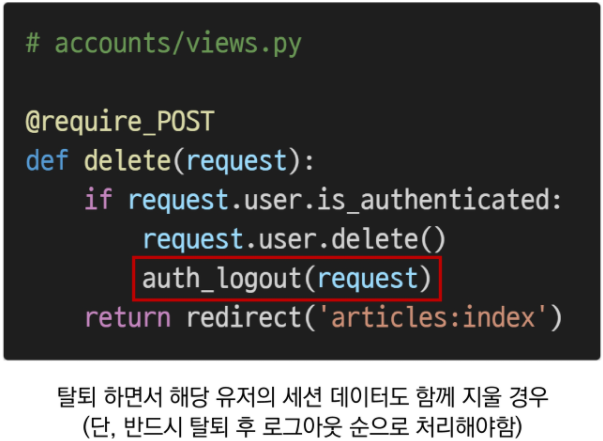 # accounts/views.py
@require_POST
def delete(request):
    if request.user.is_authenticated:
        request.user.delete()
        auth_logout(request)
    return redirect('articles:index')
탈퇴 하면서 해당 유저의 세션 데이터도 함께 지울 경우
(단, 반드시 탈퇴 후 로그아웃 순으로 처리해야함)